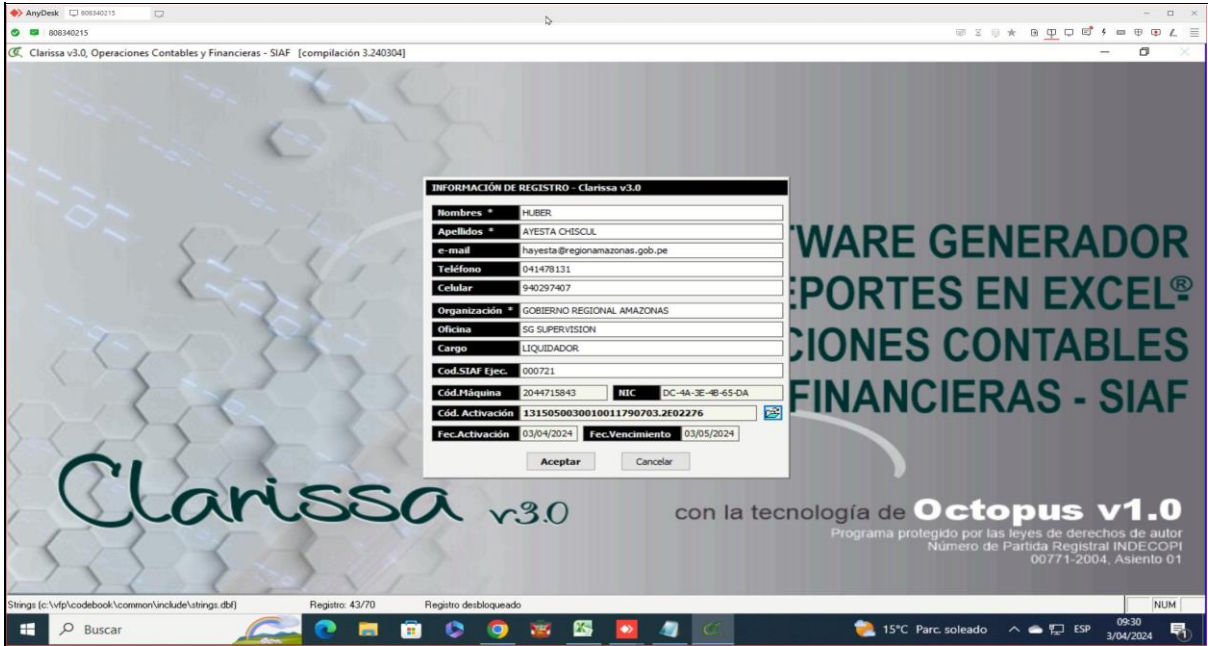 AnyDesk 808340215
808340215
Clarissa v3.0, Operaciones Contables y Financieras - SIAF [compilación 3.240304]
INFORMACIÓN DE REGISTRO - Clarissa v3.0
Nombres * HUBER
Apellidos * AYESTA CHISCUL
e-mail hayesta@regionamazonas.gob.pe
Teléfono 041478131
Celular 940297407
Organización * GOBIERNO REGIONAL AMAZONAS
Oficina SG SUPERVISION
Cargo LIQUIDADOR
Cod.SIAF Ejec. 000721
Cód.Máquina 2044715843 NIC DC-4A-3E-4B-65-DA
Cód. Activación 1315050030010011790703.2E02276
Fec.Activación 03/04/2024 Fec.Vencimiento 03/05/2024
Aceptar Cancelar
WARE GENERADOR
EPORTES EN EXCEL®
CIONES CONTABLES
FINANCIERAS - SIAF
Clarissa v3.0
con la tecnología de Octopus v1.0
Programa protegido por las leyes de derechos de autor
Número de Partida Registral INDECOPI
00771-2004, Asiento 01
Strings (c:\vfp\codebook\common\include\strings.dbf) Registro: 43/70 Registro desbloqueado NUM
Buscar 15°C Parc. soleado ESP 09:30
3/04/2024